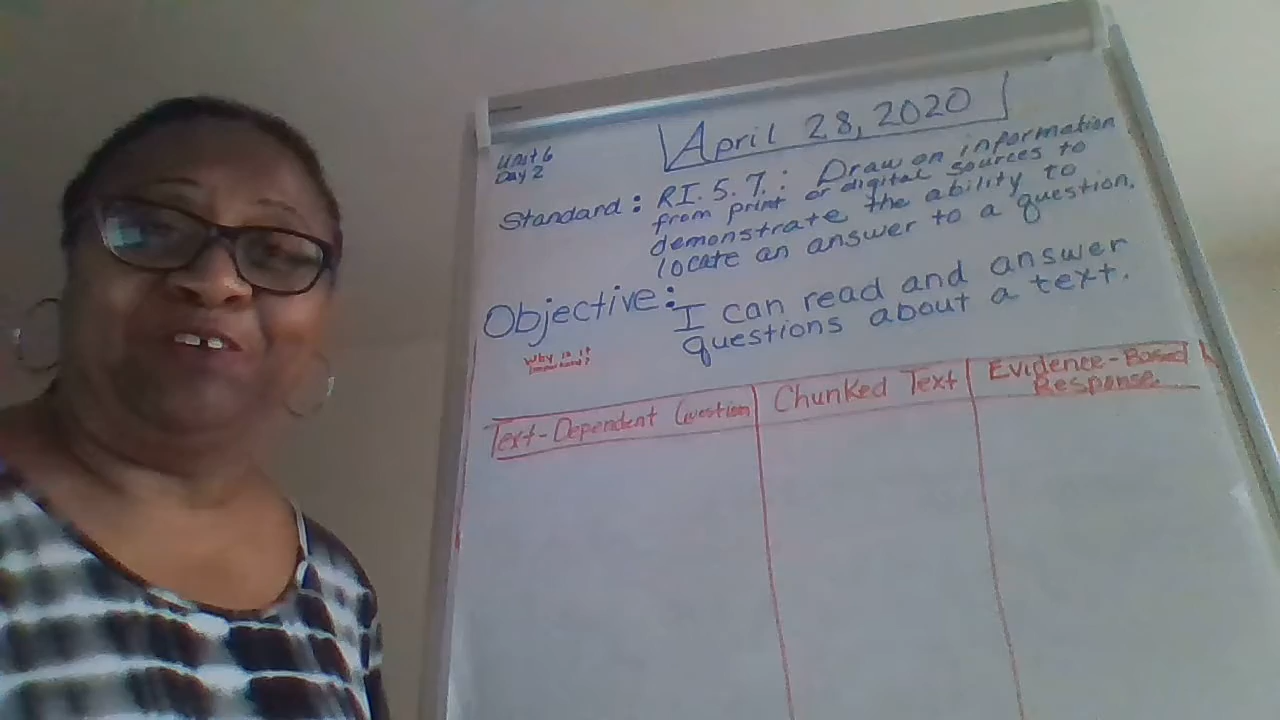 April 28, 2020
Unit 6
Day 2
Standard: RI.5.7.: Draw on information
from print or digital sources to
demonstrate the ability to
locate an answer to a question.
Objective: I can read and answer
questions about a text.
Why is it
important?
Text-Dependent Question
Chunked Text
Evidence-Based
Response